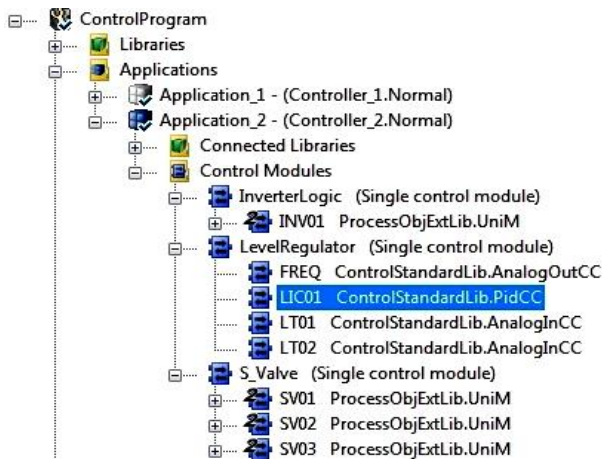 ControlProgram
Libraries
Applications
Application_1 - (Controller_1.Normal)
Application_2 - (Controller_2.Normal)
Connected Libraries
Control Modules
InverterLogic (Single control module)
INV01 ProcessObjExtLib.UniM
LevelRegulator (Single control module)
FREQ ControlStandardLib.AnalogOutCC
LIC01 ControlStandardLib.PidCC
LT01 ControlStandardLib.AnalogInCC
LT02 ControlStandardLib.AnalogInCC
S_Valve (Single control module)
SV01 ProcessObjExtLib.UniM
SV02 ProcessObjExtLib.UniM
SV03 ProcessObjExtLib.UniM